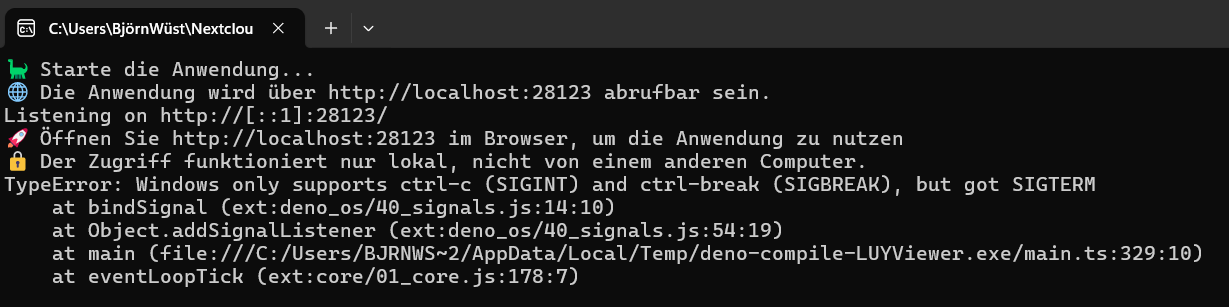 C:\Users\BjörnWüst\Nextclou
🦕 Starte die Anwendung...
🌐 Die Anwendung wird über http://localhost:28123 abrufbar sein.
Listening on http://[::1]:28123/
🚀 Öffnen Sie http://localhost:28123 im Browser, um die Anwendung zu nutzen
🔒 Der Zugriff funktioniert nur lokal, nicht von einem anderen Computer.
TypeError: Windows only supports ctrl-c (SIGINT) and ctrl-break (SIGBREAK), but got SIGTERM
    at bindSignal (ext:deno_os/40_signals.js:14:10)
    at Object.addSignalListener (ext:deno_os/40_signals.js:54:19)
    at main (file:///C:/Users/BJRNWS~2/AppData/Local/Temp/deno-compile-LUYViewer.exe/main.ts:329:10)
    at eventLoopTick (ext:core/01_core.js:178:7)